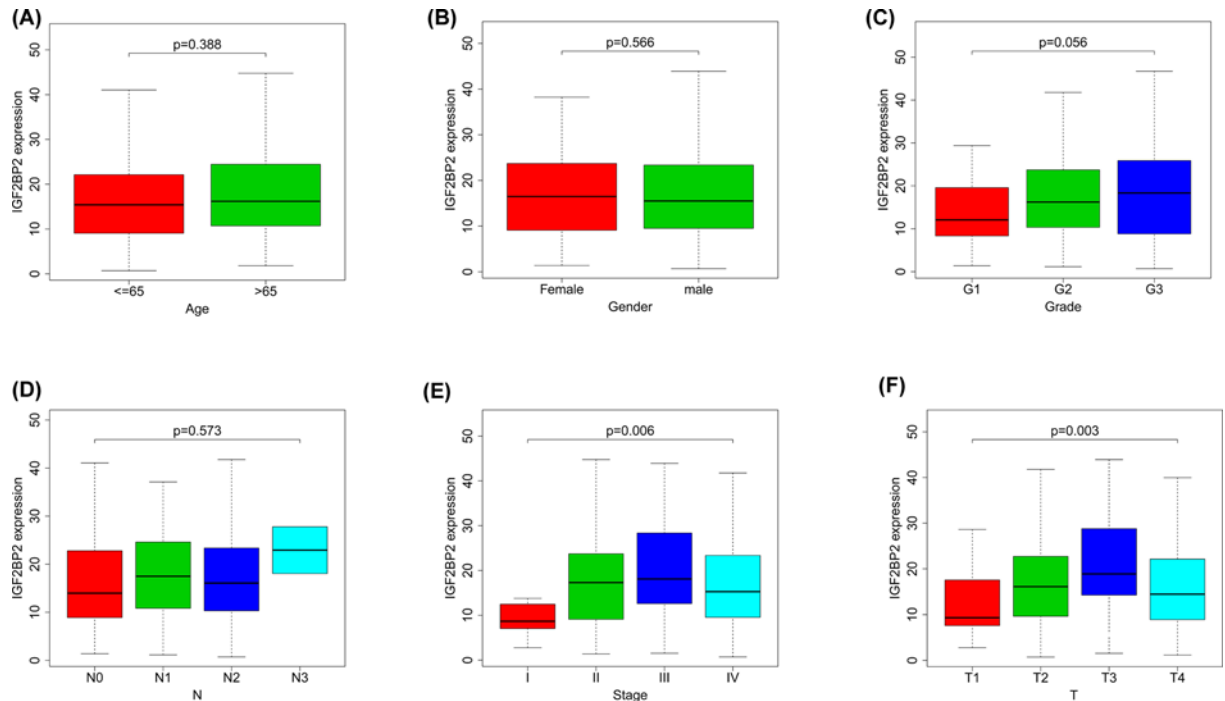 (A)
p=0.388
IGF2BP2 expression
0 10 20 30 40 50
<=65 >65
Age
(B)
p=0.566
IGF2BP2 expression
0 10 20 30 40 50
Female male
Gender
(C)
p=0.056
IGF2BP2 expression
0 10 20 30 40 50
G1 G2 G3
Grade
(D)
p=0.573
IGF2BP2 expression
0 10 20 30 40 50
N0 N1 N2 N3
N
(E)
p=0.006
IGF2BP2 expression
0 10 20 30 40 50
I II III IV
Stage
(F)
p=0.003
IGF2BP2 expression
0 10 20 30 40 50
T1 T2 T3 T4
T